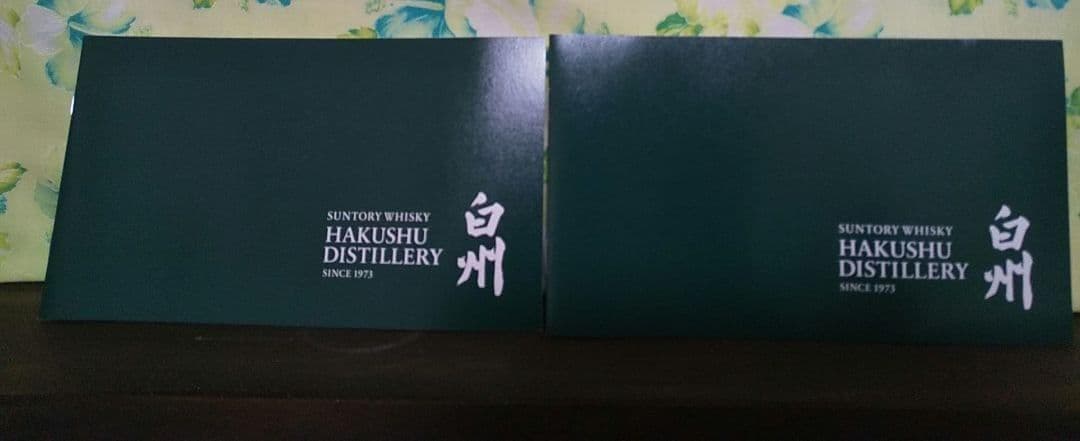 SUNTORY WHISKY
HAKUSHU
DISTILLERY
SINCE 1973
白州
SUNTORY WHISKY
HAKUSHU
DISTILLERY
SINCE 1973
白州